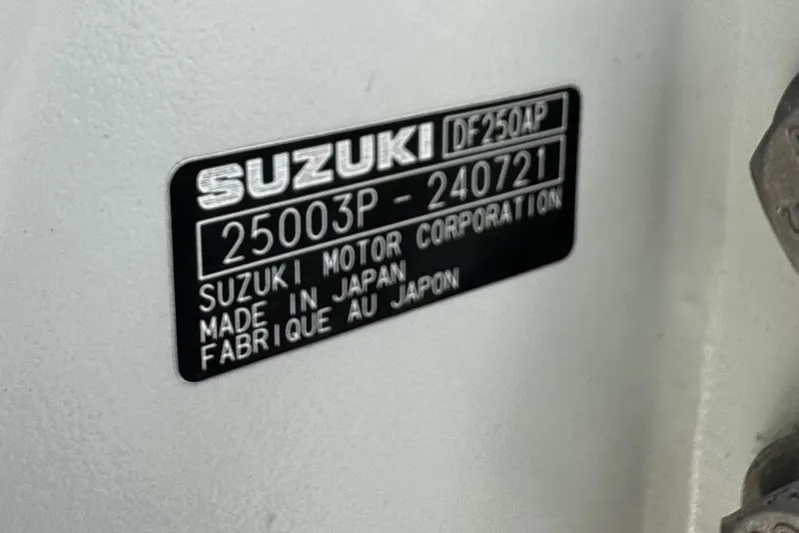 SUZUKI DF250AP
25003P - 240721
SUZUKI MOTOR CORPORATION
MADE IN JAPAN
FABRIQUE AU JAPON